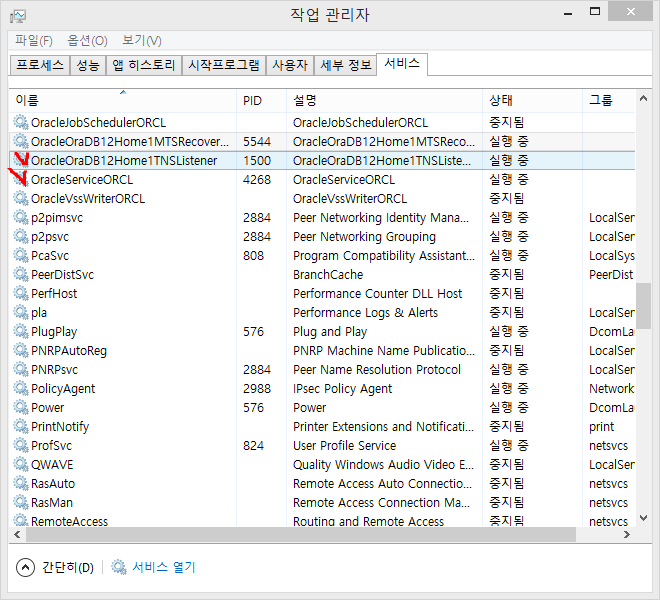 작업 관리자
파일(F) 옵션(O) 보기(V)
프로세스 성능 앱 히스토리 시작프로그램 사용자 세부 정보 서비스
이름 PID 설명 상태 그룹
OracleJobSchedulerORCL OracleJobSchedulerORCL 중지됨
OracleOraDB12Home1MTSRecover... 5544 OracleOraDB12Home1MTSReco... 실행 중
OracleOraDB12Home1TNSListener 1500 OracleOraDB12Home1TNSListe... 실행 중
OracleServiceORCL 4268 OracleServiceORCL 실행 중
OracleVssWriterORCL OracleVssWriterORCL 중지됨
p2pimsvc 2884 Peer Networking Identity Mana... 실행 중 LocalSer
p2psvc 2884 Peer Networking Grouping 실행 중 LocalSer
PcaSvc 808 Program Compatibility Assistant... 실행 중 LocalSys
PeerDistSvc BranchCache 중지됨 PeerDist
PerfHost Performance Counter DLL Host 중지됨
pla Performance Logs & Alerts 중지됨 LocalSer
PlugPlay 576 Plug and Play 실행 중 DcomLau
PNRPAutoReg PNRP Machine Name Publicatio... 중지됨 LocalSer
PNRPsvc 2884 Peer Name Resolution Protocol 실행 중 LocalSer
PolicyAgent 2988 IPsec Policy Agent 실행 중 Network
Power 576 Power 실행 중 DcomLau
PrintNotify Printer Extensions and Notificati... 중지됨 print
ProfSvc 824 User Profile Service 실행 중 netsvcs
QWAVE Quality Windows Audio Video E... 중지됨 LocalSer
RasAuto Remote Access Auto Connectio... 중지됨 netsvcs
RasMan Remote Access Connection Ma... 중지됨 netsvcs
RemoteAccess Routing and Remote Access 중지됨 netsvcs
간단히(D) 서비스 열기